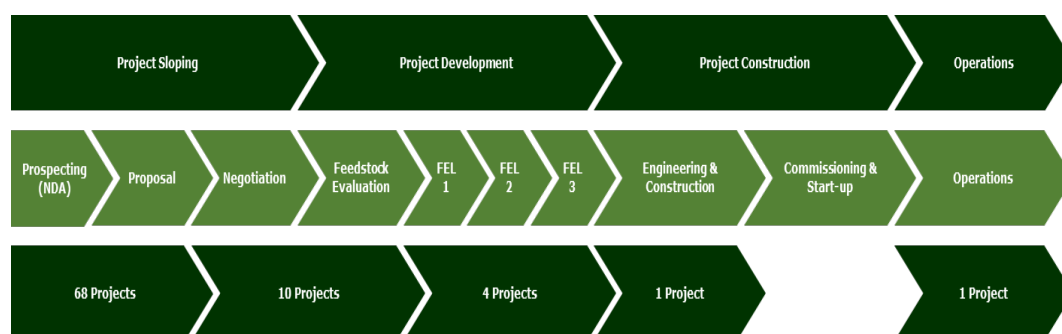 Project Sloping
Project Development
Project Construction
Operations
Prospecting
(NDA)
Proposal
Negotiation
Feedstock
Evaluation
FEL
1
FEL
2
FEL
3
Engineering &
Construction
Commissioning &
Start-up
Operations
68 Projects
10 Projects
4 Projects
1 Project
1 Project